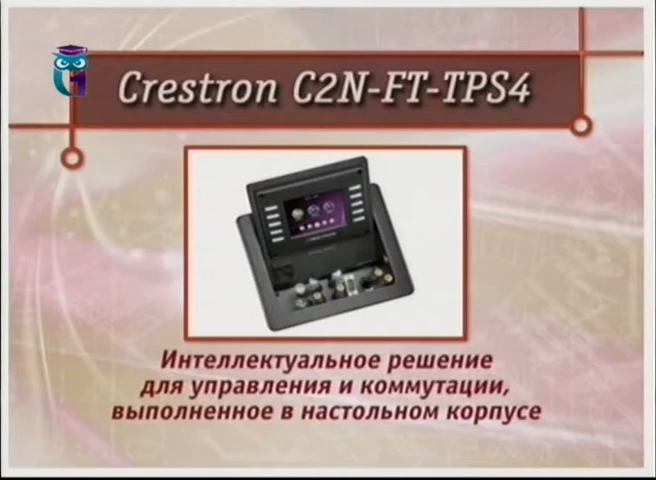 Crestron C2N-FT-TPS4
Интеллектуальное решение
для управления и коммутации,
выполненное в настольном корпусе